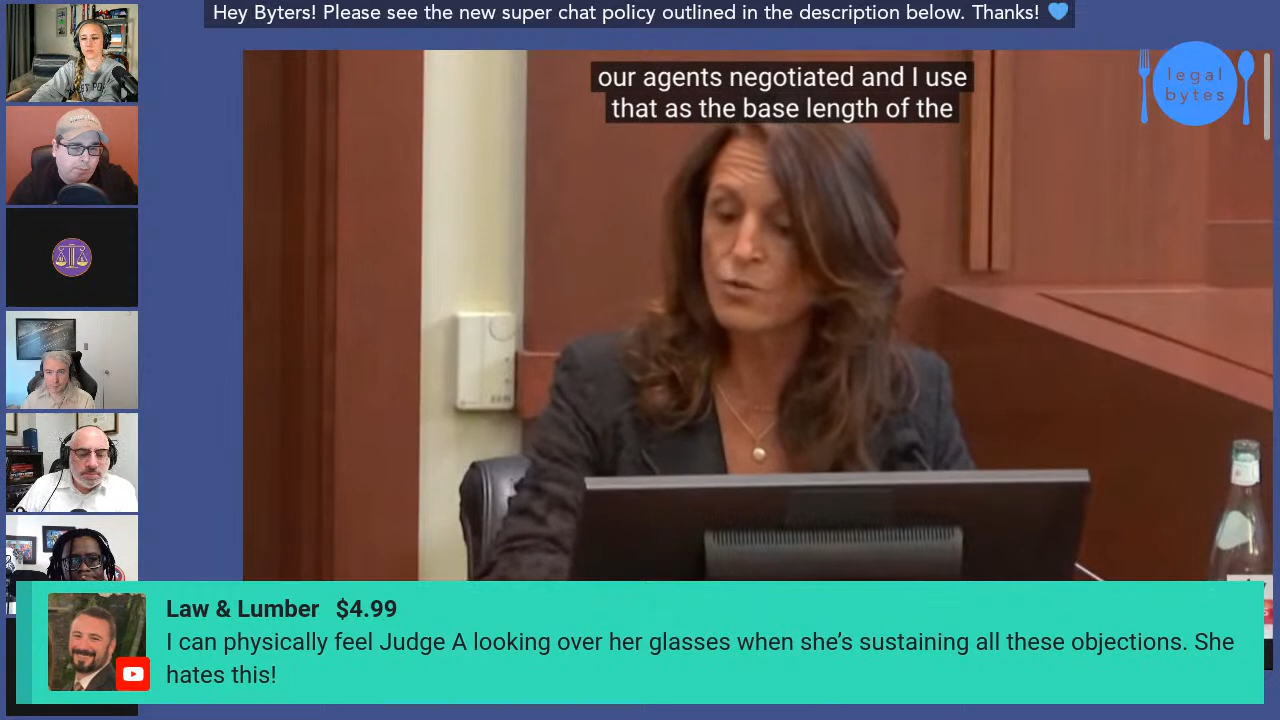 Hey Byters! Please see the new super chat policy outlined in the description below. Thanks! 💙
legal
bytes
our agents negotiated and I use
that as the base length of the
Law & Lumber $4.99
I can physically feel Judge A looking over her glasses when she’s sustaining all these objections. She
hates this!